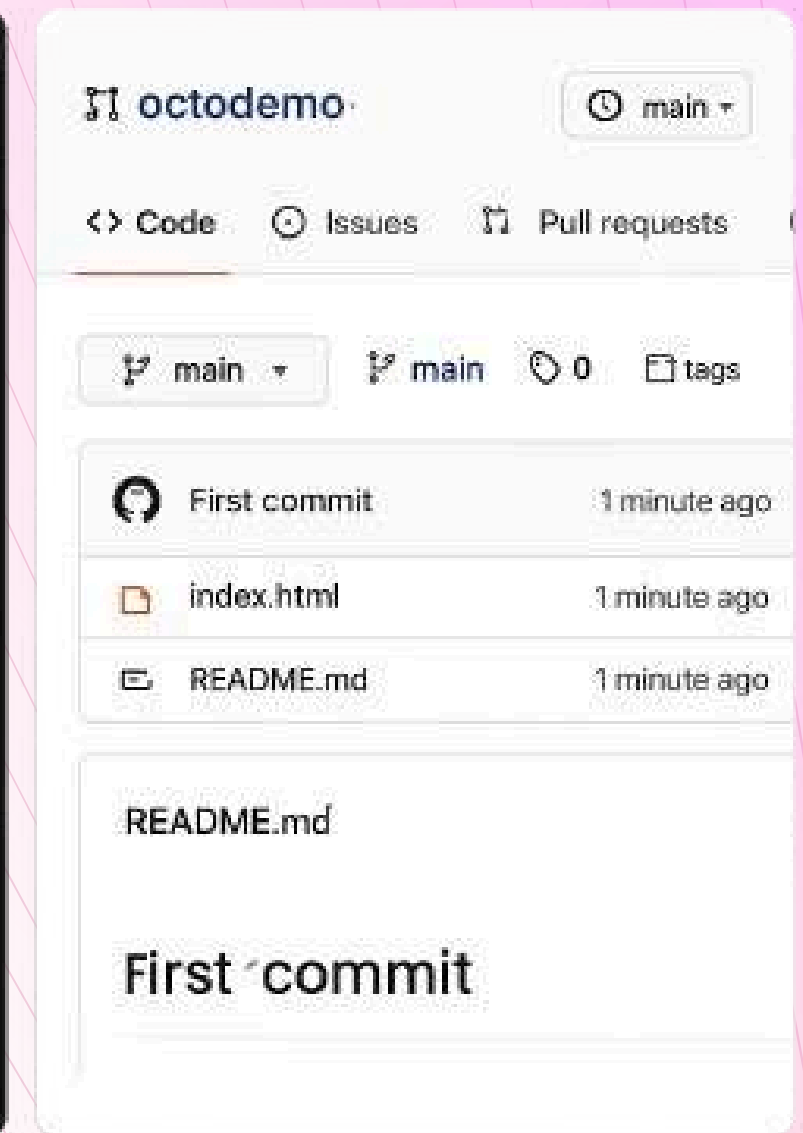 octodemo main
Code Issues Pull requests
main main 0 tags
First commit 1 minute ago
index.html 1 minute ago
README.md 1 minute ago
README.md
First commit